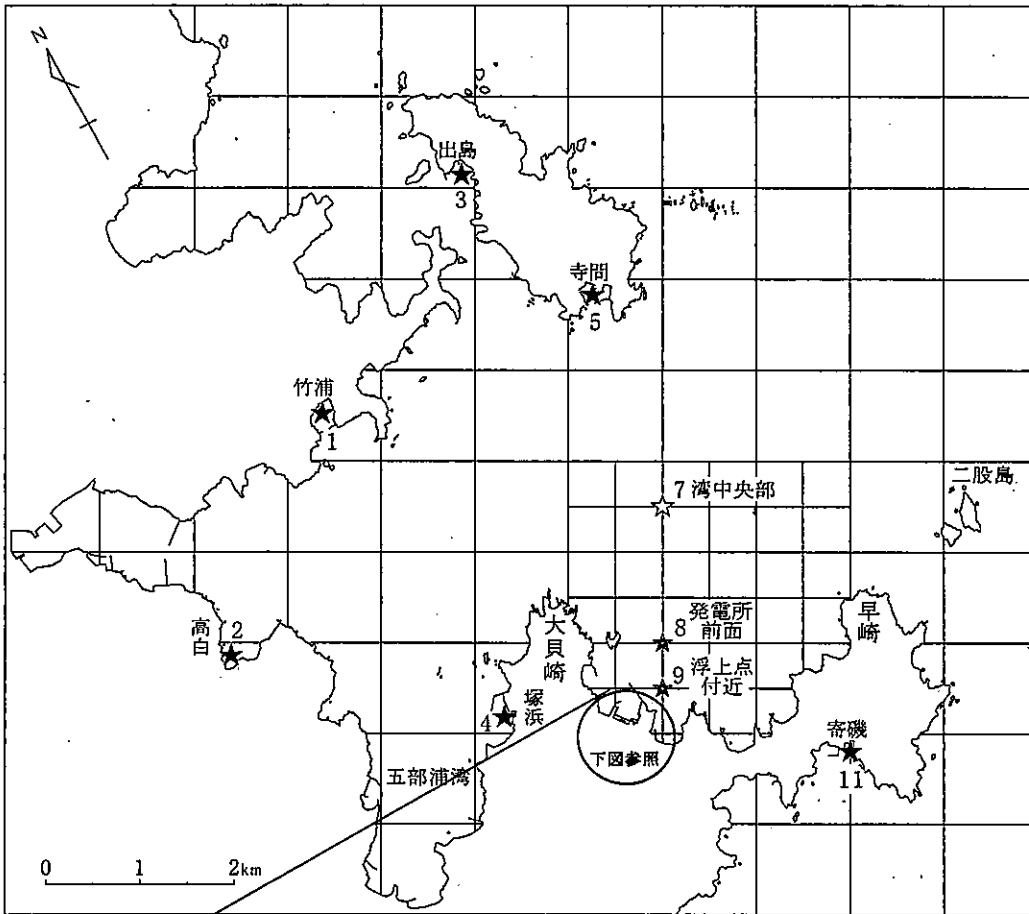 N
出島
3
寺間
5
竹浦
1
二股島
7 湾中央部
高白
2
大貝崎
8
発電所
前面
早崎
9
浮上点
付近
4
塚浜
寄磯
11
下図参照
五部浦湾
0 1 2km